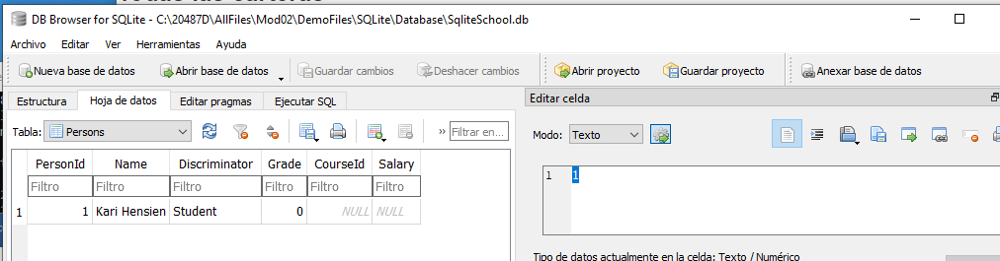 DB Browser for SQLite - C:\20487D\AllFiles\Mod02\DemoFiles\SQLite\Database\SqliteSchool.db
Archivo Editar Ver Herramientas Ayuda
Nueva base de datos Abrir base de datos Guardar cambios Deshacer cambios Abrir proyecto Guardar proyecto Anexar base de datos
Estructura Hoja de datos Editar pragmas Ejecutar SQL
Tabla: Persons » Filtrar en...
PersonId Name Discriminator Grade CourseId Salary
Filtro Filtro Filtro Filtro Filtro Filtro
1 1 Kari Hensien Student 0 NULL NULL
Editar celda
Modo: Texto
1 1
Tipo de datos actualmente en la celda: Texto / Numérico